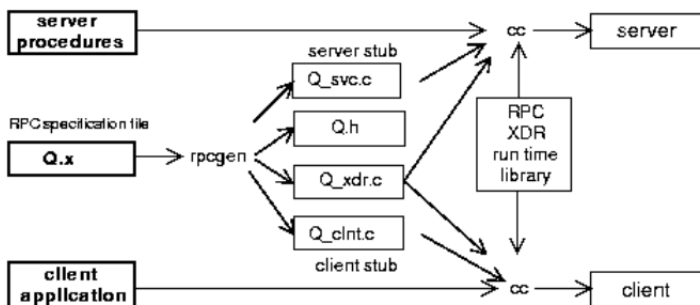 server
procedures
cc
server
server stub
Q_svc.c
RPC specification file
Q.h
RPC
XDR
run time
library
Q.x
rpcgen
Q_xdr.c
Q_clnt.c
client stub
client
application
cc
client